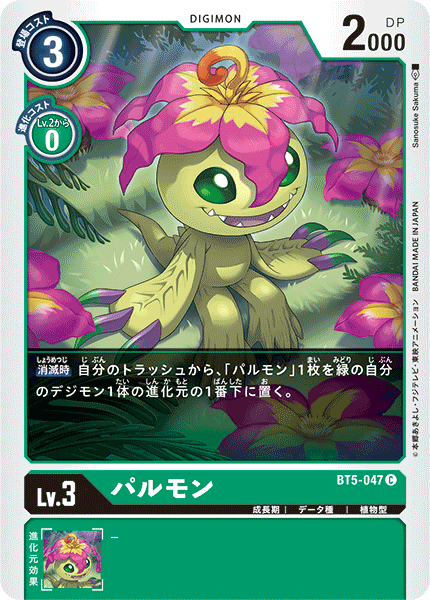 登場コスト
3
DIGIMON
2000
DP
進化コスト
Lv.2から
0
Sanosuke Sakuma
©本郷あきよし・フジテレビ・東映アニメーション BANDAI MADE IN JAPAN
消滅時 自分のトラッシュから、「パルモン」1枚を緑の自分
のデジモン1体の進化元の1番下に置く。
BT5-047 C
Lv.3
パルモン
成長期 | データ種 | 植物型
進化元効果
–